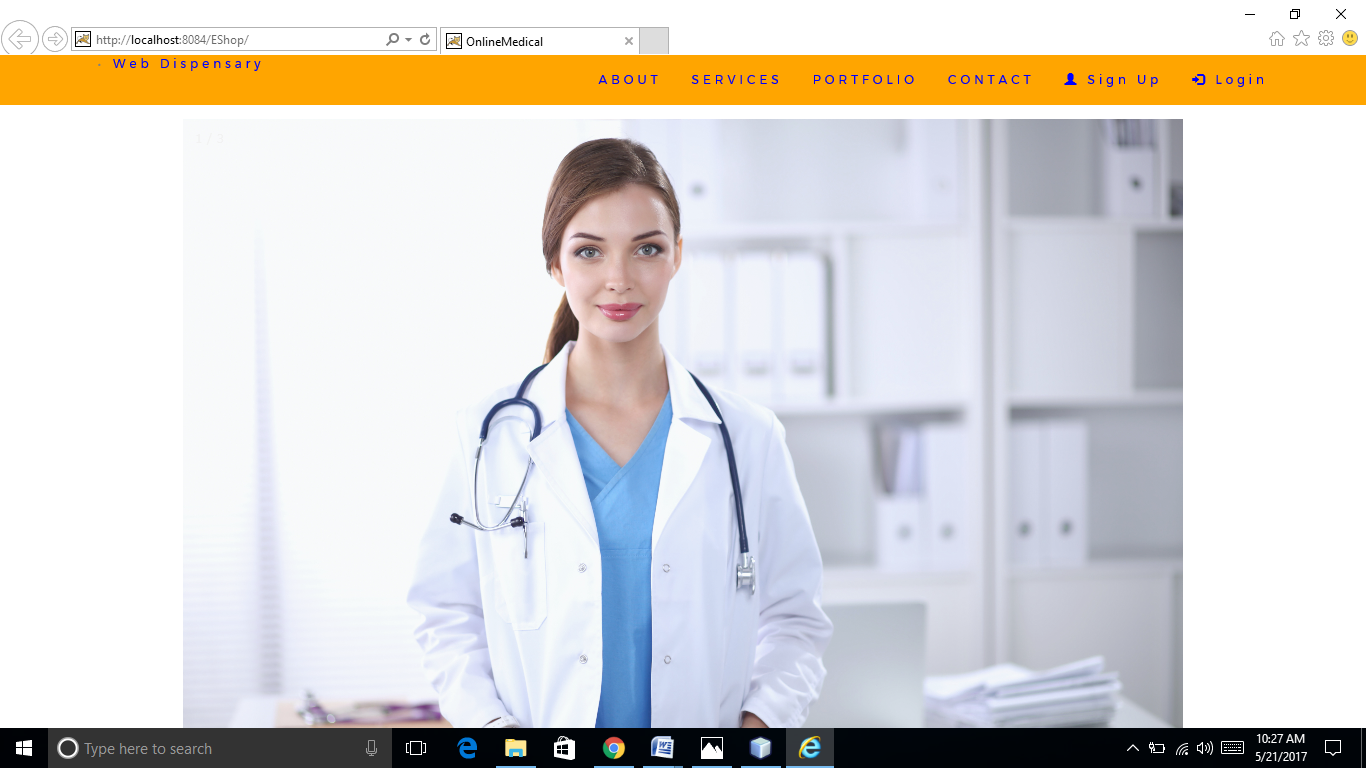 http://localhost:8084/EShop/
OnlineMedical
Web Dispensary
ABOUT SERVICES PORTFOLIO CONTACT Sign Up Login
1 / 3
Type here to search
10:27 AM
5/21/2017